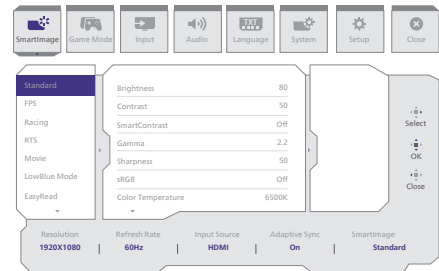 SmartImage Game Mode Input Audio Language System Setup Close
TXT
Standard
FPS
Racing
RTS
Movie
LowBlue Mode
EasyRead
Brightness 80
Contrast 50
SmartContrast Off
Gamma 2.2
Sharpness 50
sRGB Off
Color Temperature 6500K
Select
OK
Close
Resolution Refresh Rate Input Source Adaptive Sync SmartImage
1920X1080 | 60Hz | HDMI | On | Standard